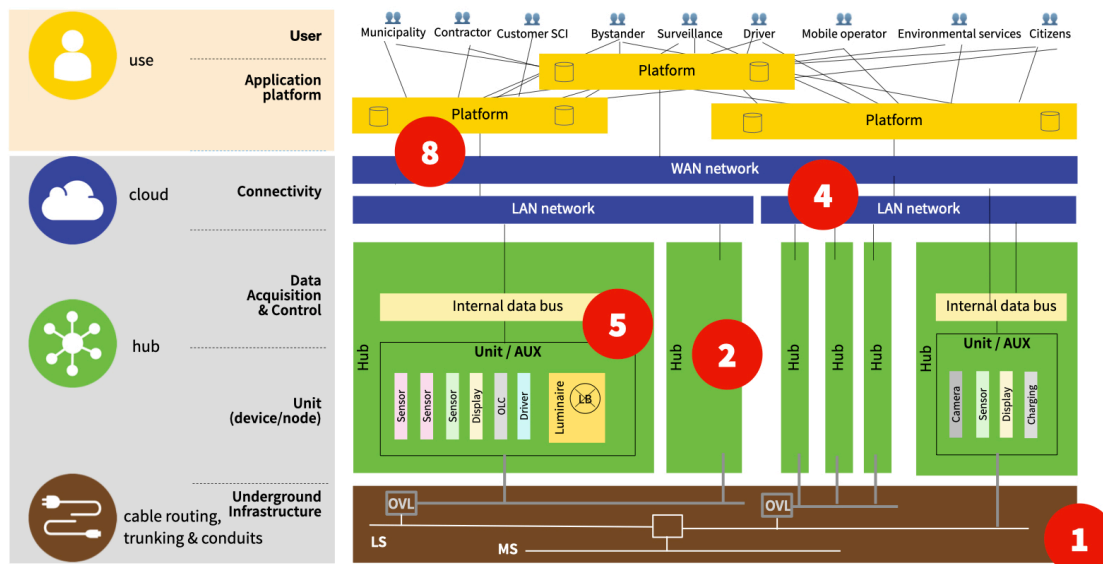 use
User
Application
platform
cloud
Connectivity
hub
Data
Acquisition
& Control
Unit
(device/node)
Underground
Infrastructure
cable routing,
trunking & conduits
Municipality
Contractor
Customer SCI
Bystander
Surveillance
Driver
Mobile operator
Environmental services
Citizens
Platform
Platform
Platform
8
WAN network
4
LAN network
LAN network
Internal data bus
5
Unit / AUX
Hub
Sensor
Sensor
Sensor
Display
OLC
Driver
Luminaire
LB
Hub
2
Hub
Hub
Hub
Hub
Internal data bus
Unit / AUX
Camera
Sensor
Display
Charging
OVL
OVL
LS
MS
1